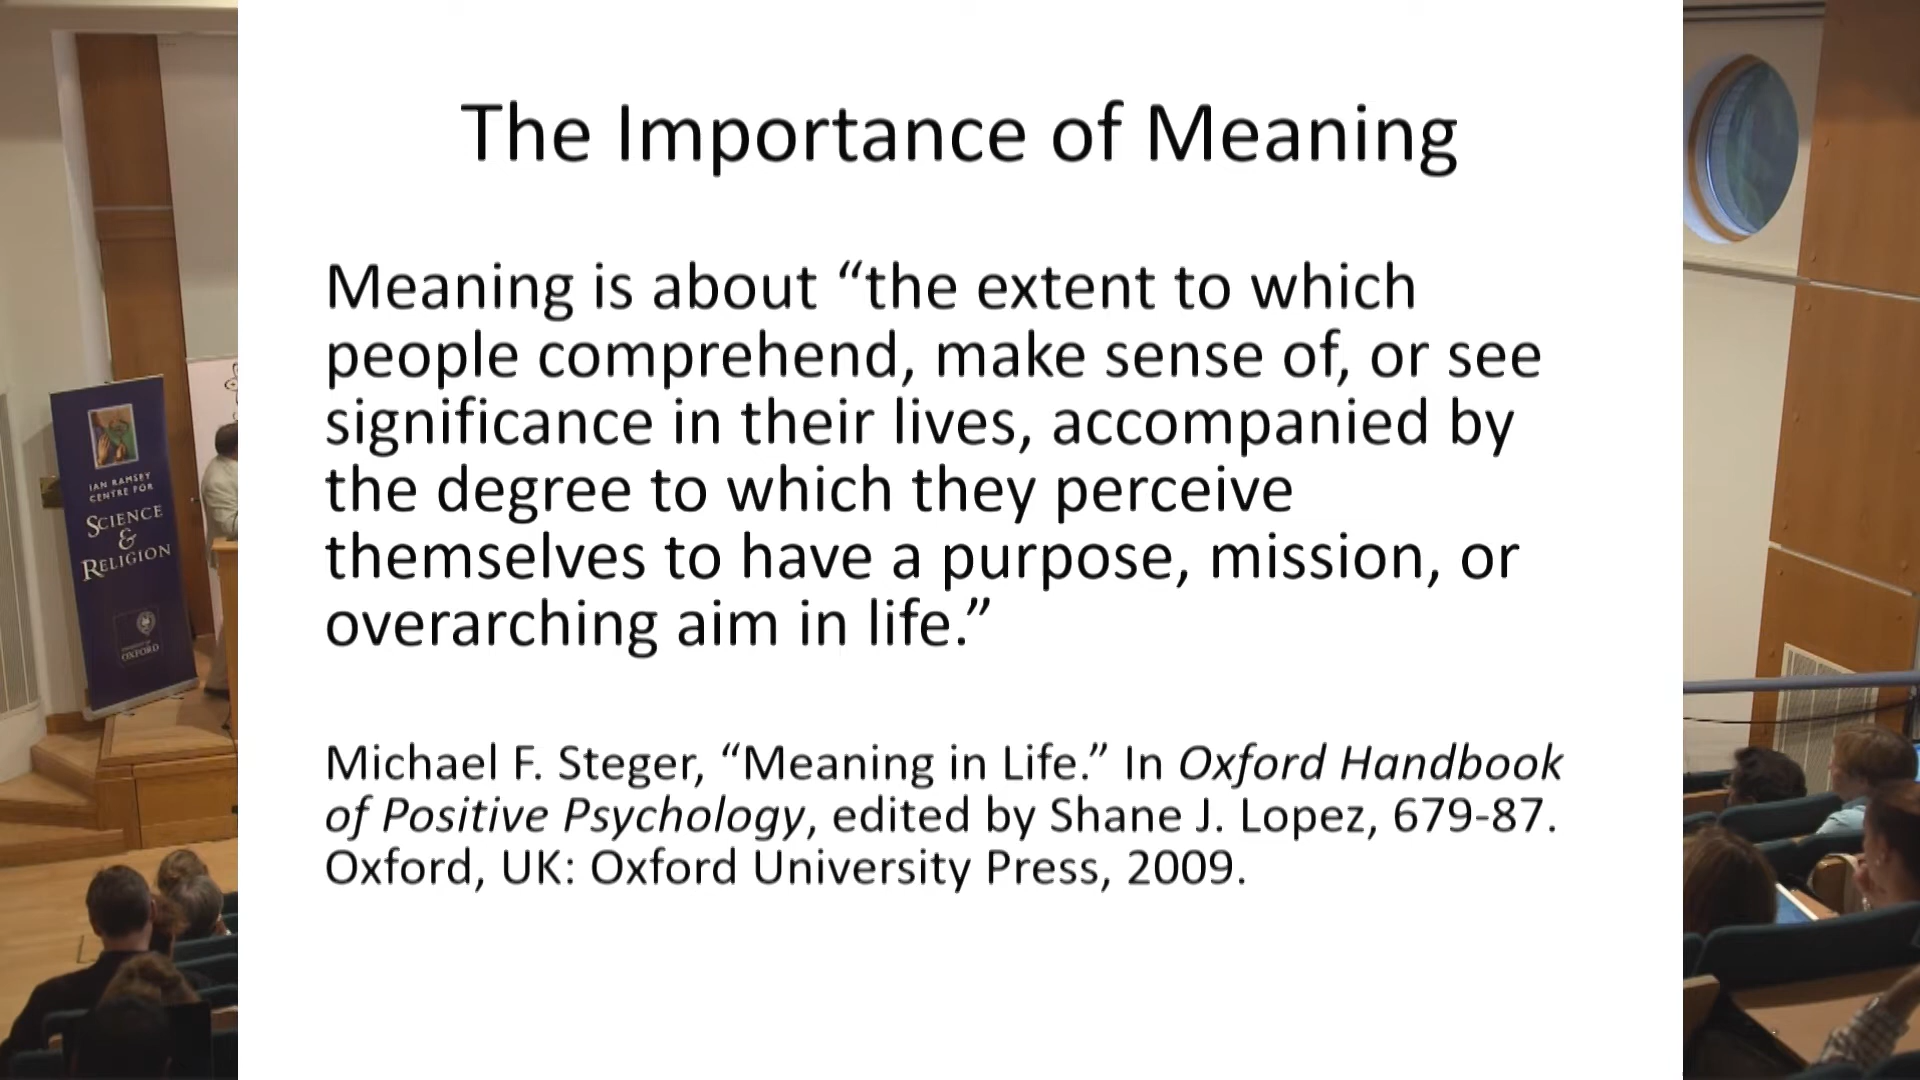 The Importance of Meaning
Meaning is about “the extent to which
people comprehend, make sense of, or see
significance in their lives, accompanied by
the degree to which they perceive
themselves to have a purpose, mission, or
overarching aim in life.”
Michael F. Steger, “Meaning in Life.” In Oxford Handbook
of Positive Psychology, edited by Shane J. Lopez, 679-87.
Oxford, UK: Oxford University Press, 2009.
IAN RAMSEY
CENTRE FOR
SCIENCE
&
RELIGION
UNIVERSITY OF
OXFORD